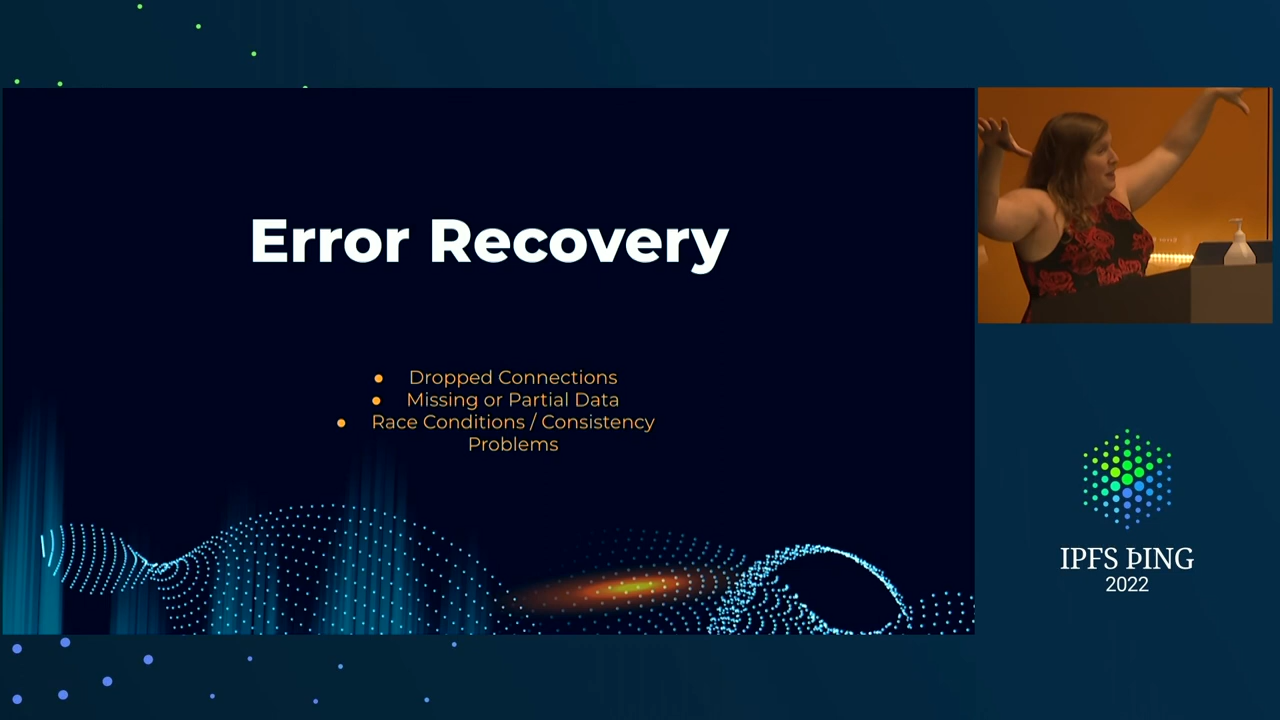 Error Recovery
● Dropped Connections
● Missing or Partial Data
● Race Conditions / Consistency
Problems
IPFS ÞING
2022